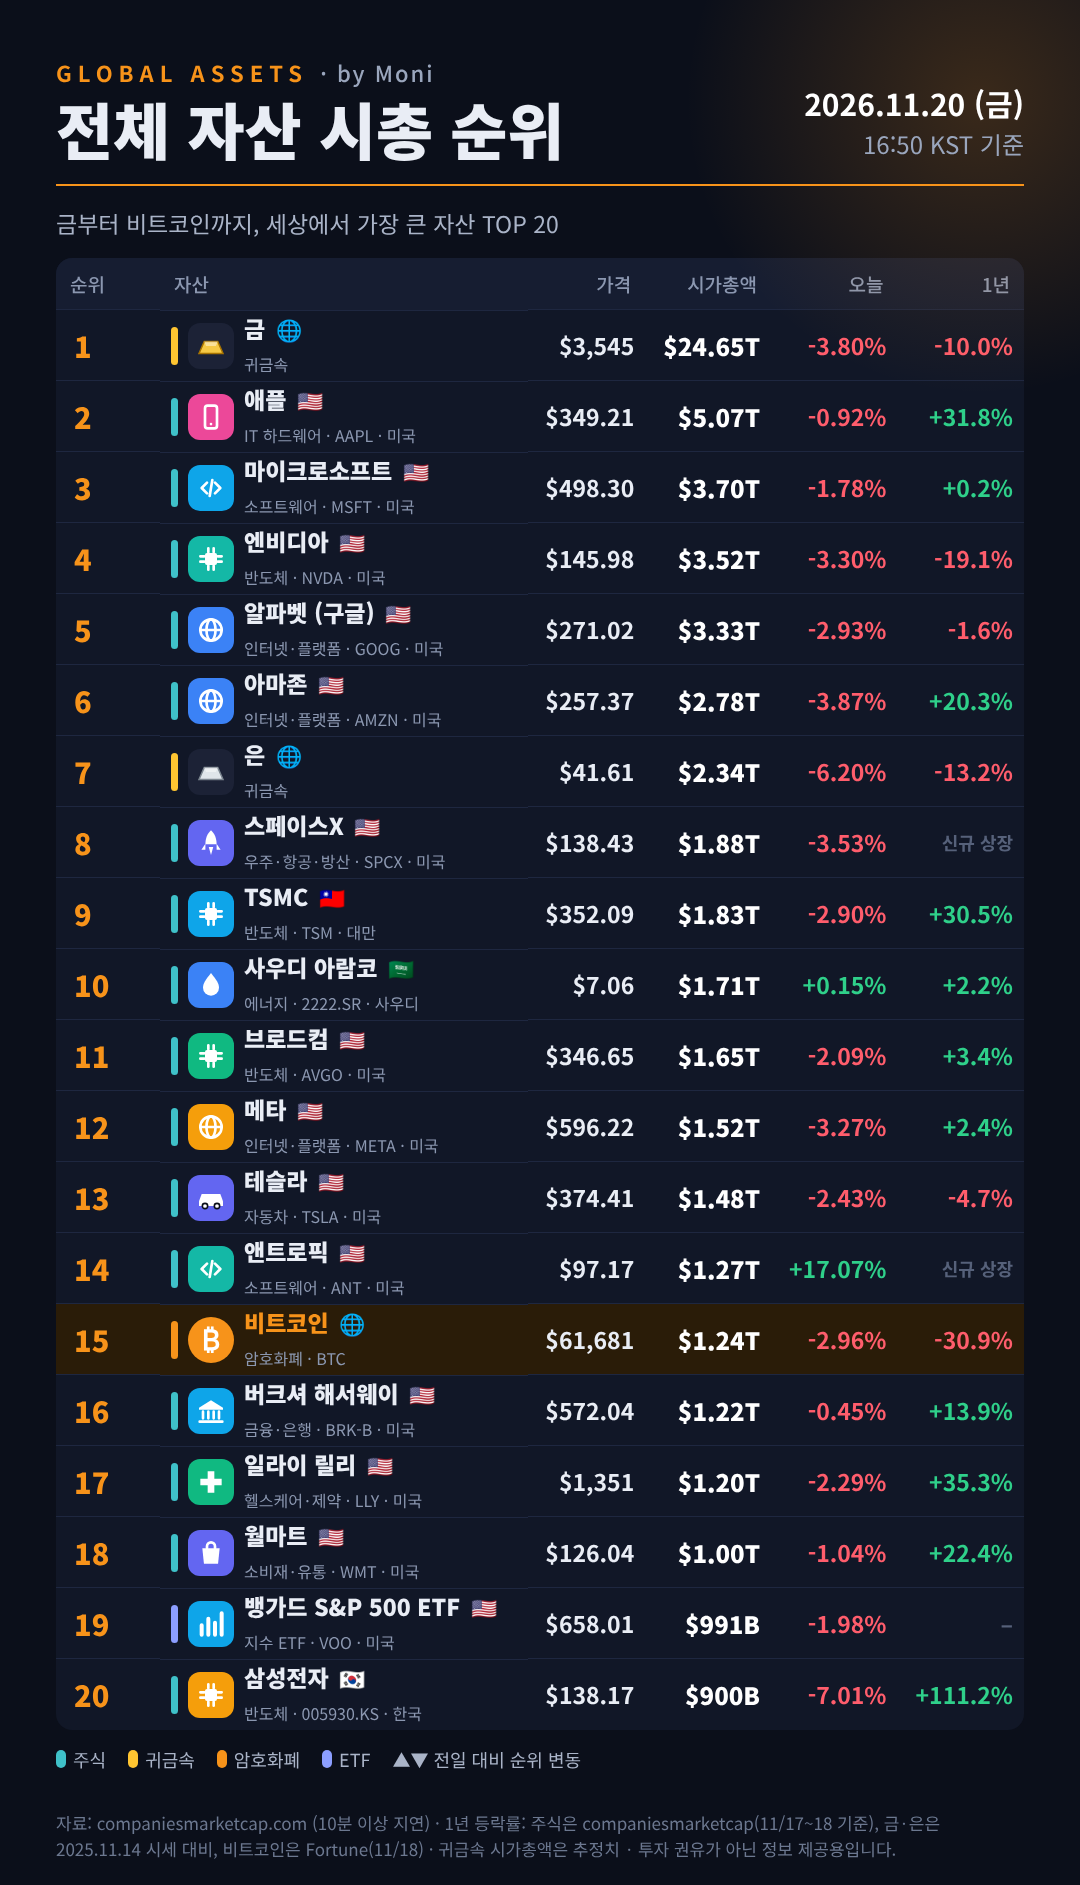 GLOBAL ASSETS · by Moni
전체 자산 시총 순위
2026.11.20 (금)
16:50 KST 기준
금부터 비트코인까지, 세상에서 가장 큰 자산 TOP 20
순위 자산 가격 시가총액 오늘 1년
1 금 $3,545 $24.65T -3.80% -10.0%
귀금속
2 애플 $349.21 $5.07T -0.92% +31.8%
IT 하드웨어 · AAPL · 미국
3 마이크로소프트 $498.30 $3.70T -1.78% +0.2%
소프트웨어 · MSFT · 미국
4 엔비디아 $145.98 $3.52T -3.30% -19.1%
반도체 · NVDA · 미국
5 알파벳 (구글) $271.02 $3.33T -2.93% -1.6%
인터넷·플랫폼 · GOOG · 미국
6 아마존 $257.37 $2.78T -3.87% +20.3%
인터넷·플랫폼 · AMZN · 미국
7 은 $41.61 $2.34T -6.20% -13.2%
귀금속
8 스페이스X $138.43 $1.88T -3.53% 신규 상장
우주·항공·방산 · SPCX · 미국
9 TSMC $352.09 $1.83T -2.90% +30.5%
반도체 · TSM · 대만
10 사우디 아람코 $7.06 $1.71T +0.15% +2.2%
에너지 · 2222.SR · 사우디
11 브로드컴 $346.65 $1.65T -2.09% +3.4%
반도체 · AVGO · 미국
12 메타 $596.22 $1.52T -3.27% +2.4%
인터넷·플랫폼 · META · 미국
13 테슬라 $374.41 $1.48T -2.43% -4.7%
자동차 · TSLA · 미국
14 앤트로픽 $97.17 $1.27T +17.07% 신규 상장
소프트웨어 · ANT · 미국
15 비트코인 $61,681 $1.24T -2.96% -30.9%
암호화폐 · BTC
16 버크셔 해서웨이 $572.04 $1.22T -0.45% +13.9%
금융·은행 · BRK-B · 미국
17 일라이 릴리 $1,351 $1.20T -2.29% +35.3%
헬스케어·제약 · LLY · 미국
18 월마트 $126.04 $1.00T -1.04% +22.4%
소비재·유통 · WMT · 미국
19 뱅가드 S&P 500 ETF $658.01 $991B -1.98% –
지수 ETF · VOO · 미국
20 삼성전자 $138.17 $900B -7.01% +111.2%
반도체 · 005930.KS · 한국
주식 귀금속 암호화폐 ETF ▲▼ 전일 대비 순위 변동
자료: companiesmarketcap.com (10분 이상 지연) · 1년 등락률: 주식은 companiesmarketcap(11/17~18 기준), 금·은은
2025.11.14 시세 대비, 비트코인은 Fortune(11/18) · 귀금속 시가총액은 추정치 · 투자 권유가 아닌 정보 제공용입니다.